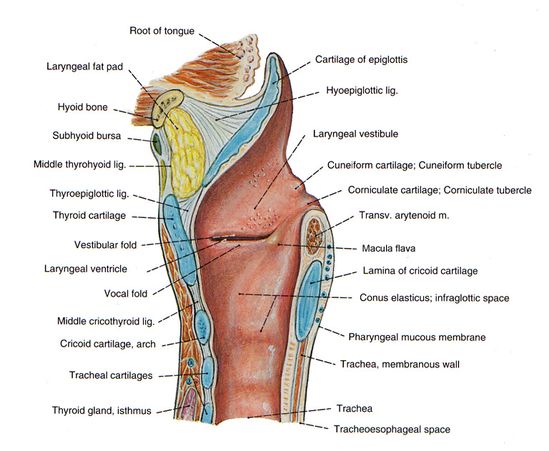 Root of tongue
Laryngeal fat pad
Hyoid bone
Subhyoid bursa
Middle thyrohyoid lig.
Thyroepiglottic lig.
Thyroid cartilage
Vestibular fold
Laryngeal ventricle
Vocal fold
Middle cricothyroid lig.
Cricoid cartilage, arch
Tracheal cartilages
Thyroid gland, isthmus
Cartilage of epiglottis
Hyoepiglottic lig.
Laryngeal vestibule
Cuneiform cartilage; Cuneiform tubercle
Corniculate cartilage; Corniculate tubercle
Transv. arytenoid m.
Macula flava
Lamina of cricoid cartilage
Conus elasticus; infraglottic space
Pharyngeal mucous membrane
Trachea, membranous wall
Trachea
Tracheoesophageal space